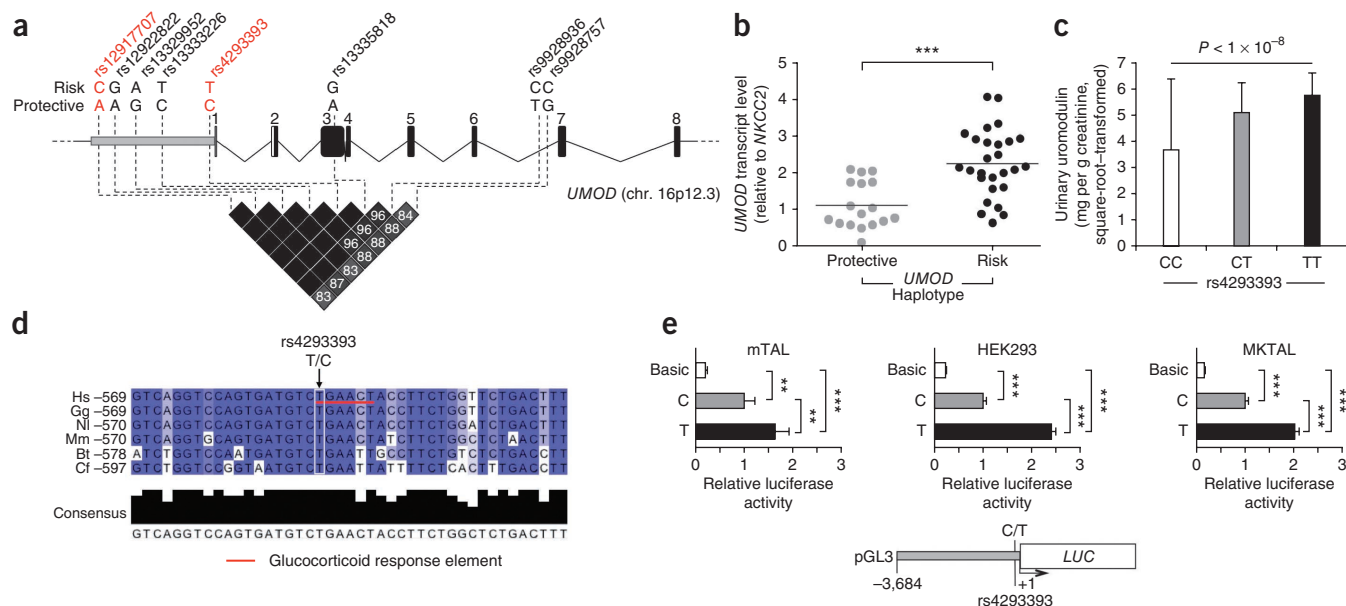 a
rs12917707
rs12922822
rs13329952
rs13333226
rs4293393
rs13335818
rs9928936
rs9928757
Risk C G A T T G C C
Protective A A G C C A T G
1 2 3 4 5 6 7 8
UMOD (chr. 16p12.3)
96 84
96 88
96 88
88
83
87
83
b
***
UMOD transcript level
(relative to NKCC2)
5
4
3
2
1
0
Protective Risk
UMOD
Haplotype
c
P < 1 × 10−8
Urinary uromodulin
(mg per g creatinine,
square-root–transformed)
7
6
5
4
3
2
1
0
CC CT TT
rs4293393
d
rs4293393
T/C
Hs –569 GTCAGGTCCAGTGATGTCTGAACTACCTTCTGGTTCTGACTTT
Gg –569
Nl –570
Mm –570
Bt –578
Cf –597
Consensus
GTCAGGTCCAGTGATGTCTGAACTACCTTCTGGCTCTGACTTT
Glucocorticoid response element
e
mTAL
Basic
C
T
** ** ***
0 1 2 3
Relative luciferase
activity
HEK293
Basic
C
T
*** *** ***
0 1 2 3
Relative luciferase
activity
MKTAL
Basic
C
T
*** *** ***
0 1 2 3
Relative luciferase
activity
C/T
pGL3 LUC
–3,684 +1
rs4293393